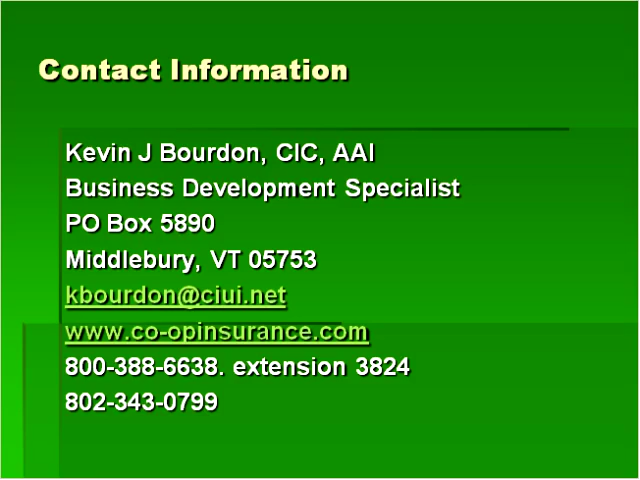 Contact Information
Kevin J Bourdon, CIC, AAI
Business Development Specialist
PO Box 5890
Middlebury, VT 05753
kbourdon@ciui.net
www.co-opinsurance.com
800-388-6638. extension 3824
802-343-0799